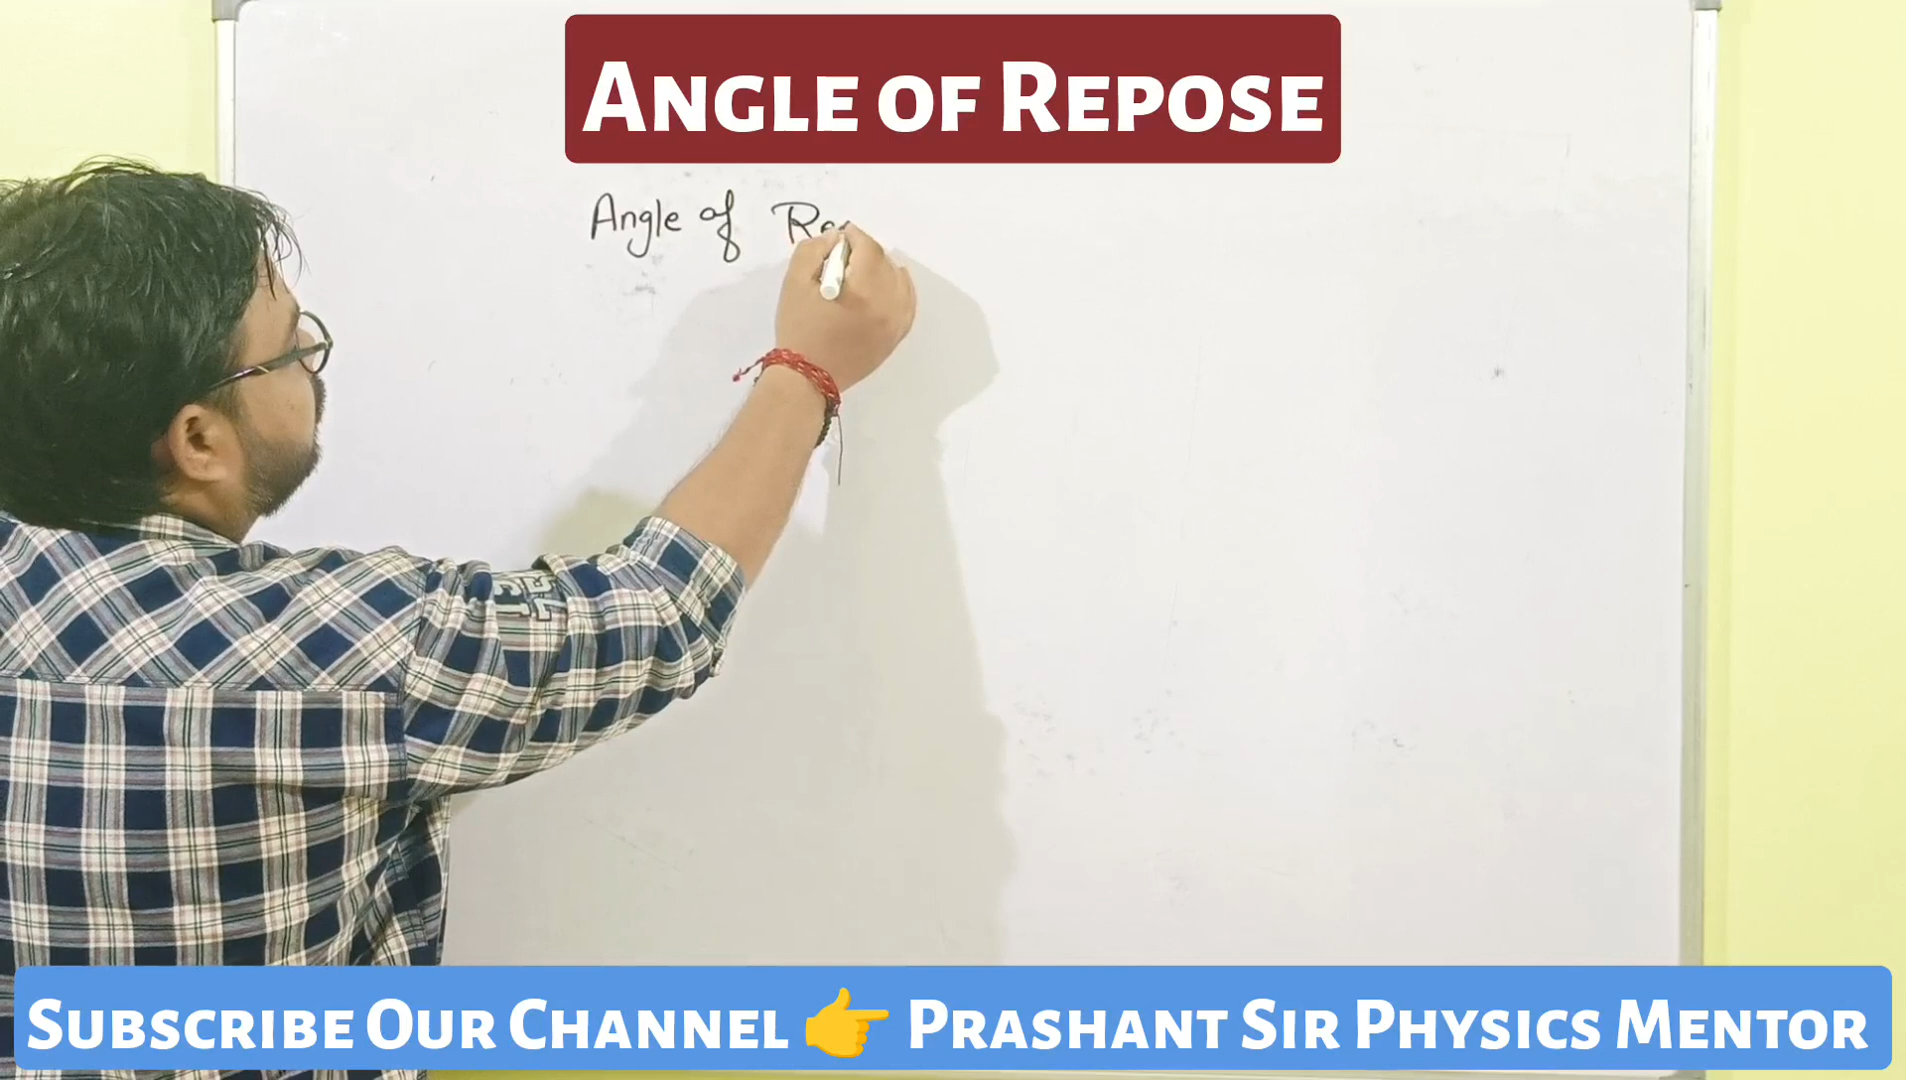 ANGLE OF REPOSE
Angle of Re
SUBSCRIBE OUR CHANNEL 👉 PRASHANT SIR PHYSICS MENTOR